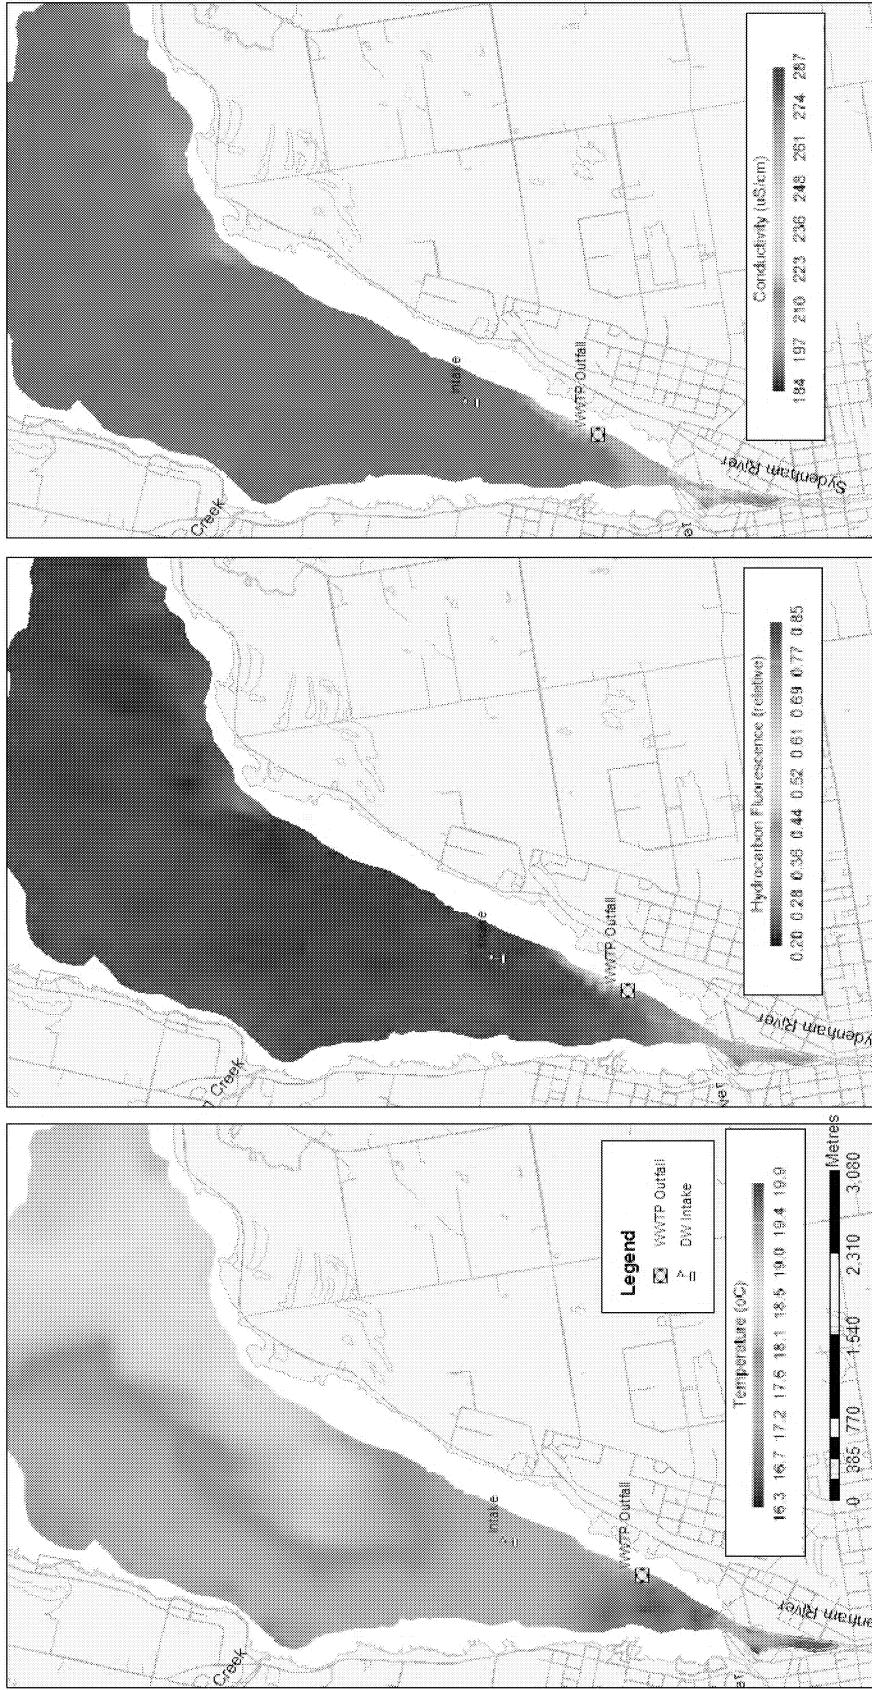 Creek
Intake
WWTP Outfall
Sydenham River
184 197 210 223 236 248 261 274 287
Conductivity (uS/cm)
Creek
Intake
WWTP Outfall
River
0.20 0.28 0.36 0.44 0.52 0.61 0.69 0.77 0.85
Hydrocarbon Fluorescence (relative)
Creek
Intake
WWTP Outfall
River
Legend
WWTP Outfall
DW Intake
Temperature (oC)
16.3 16.7 17.2 17.6 18.1 18.5 19.0 19.4 19.9
Metres
0 385 770 1,540 2,310 3,080